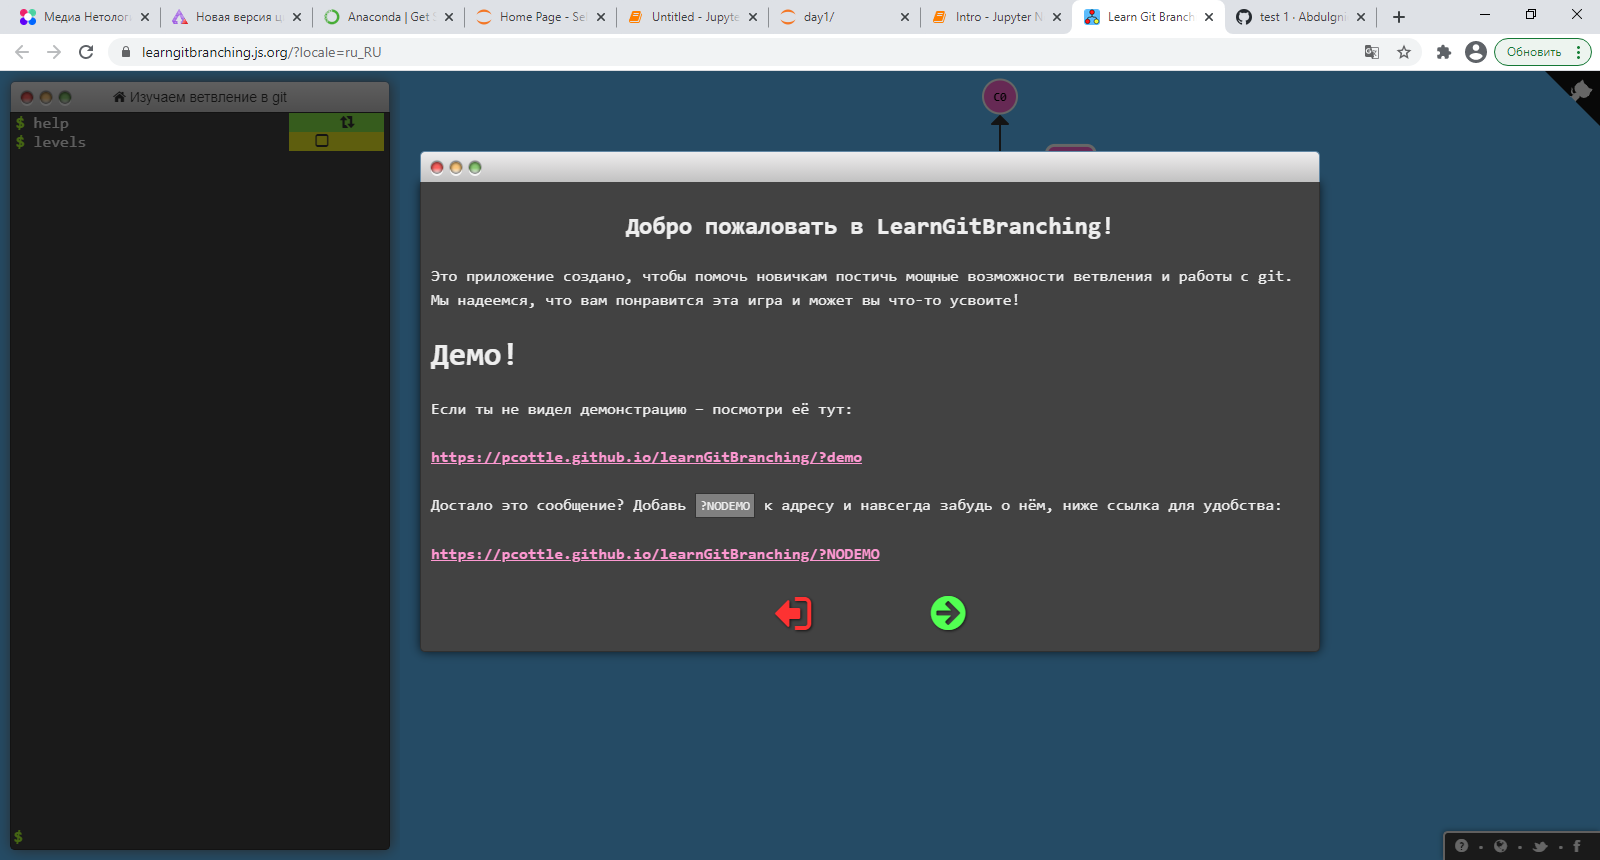 Медиа Нетолог
Новая версия ц
Anaconda | Get S
Home Page - Sel
Untitled - Jupyte
day1/
Intro - Jupyter N
Learn Git Branch
test 1 · Abdulgni
learngitbranching.js.org/?locale=ru_RU
Обновить
Изучаем ветвление в git
$ help
$ levels
$
C0
Добро пожаловать в LearnGitBranching!
Это приложение создано, чтобы помочь новичкам постичь мощные возможности ветвления и работы с git.
Мы надеемся, что вам понравится эта игра и может вы что-то усвоите!
Демо!
Если ты не видел демонстрацию – посмотри её тут:
https://pcottle.github.io/learnGitBranching/?demo
Достало это сообщение? Добавь ?NODEMO к адресу и навсегда забудь о нём, ниже ссылка для удобства:
https://pcottle.github.io/learnGitBranching/?NODEMO